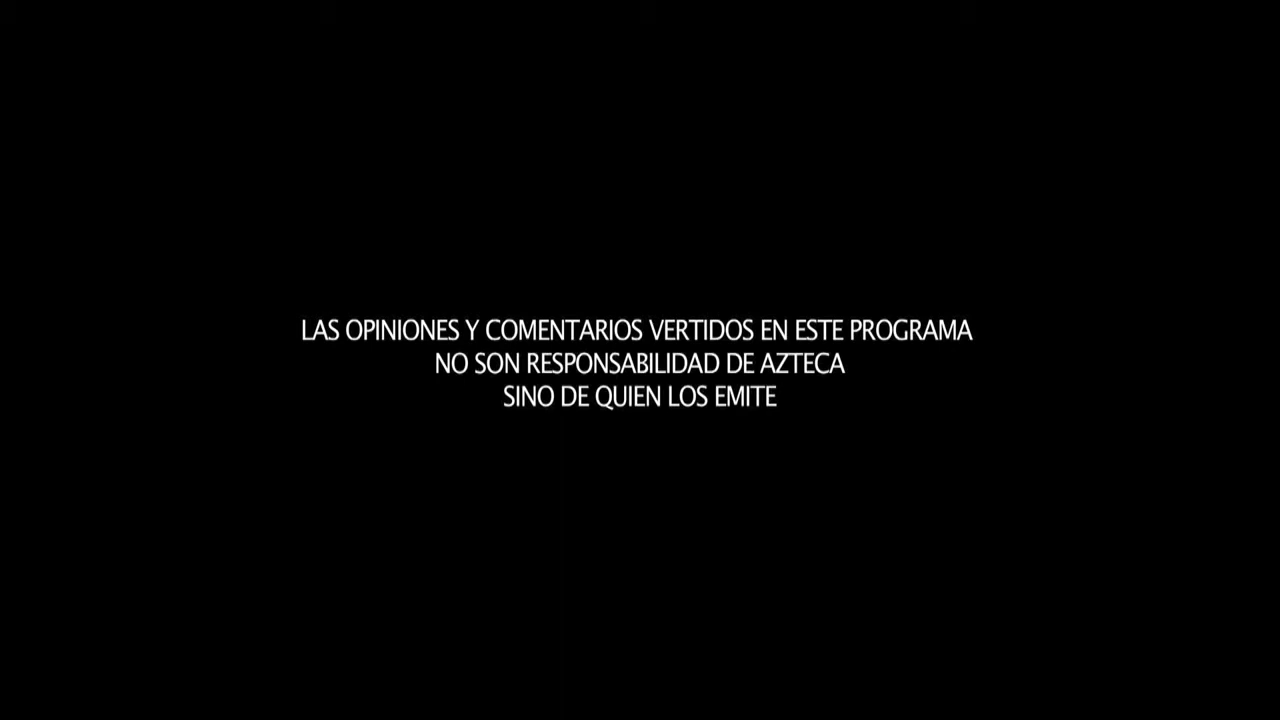 LAS OPINIONES Y COMENTARIOS VERTIDOS EN ESTE PROGRAMA
NO SON RESPONSABILIDAD DE AZTECA
SINO DE QUIEN LOS EMITE